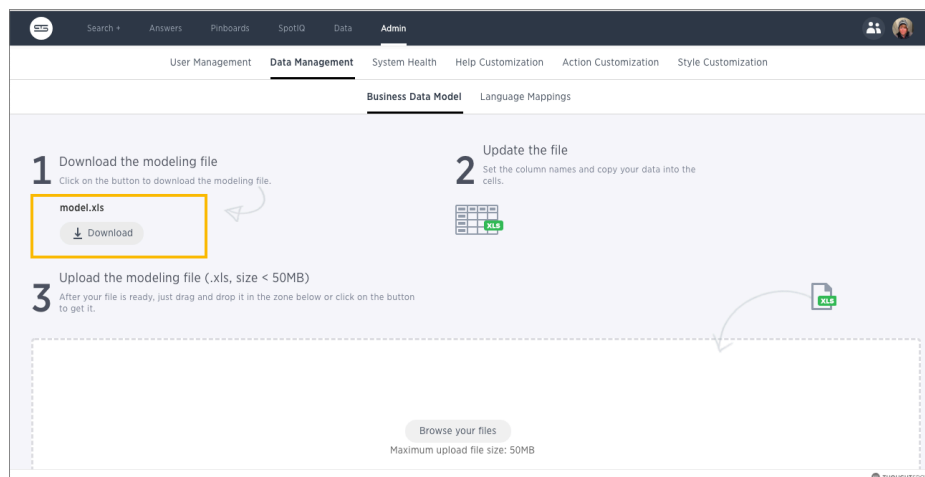 Search + Answers Pinboards SpotIQ Data Admin
User Management Data Management System Health Help Customization Action Customization Style Customization
Business Data Model Language Mappings
1 Download the modeling file
Click on the button to download the modeling file.
model.xls
Download
2 Update the file
Set the column names and copy your data into the
cells.
XLS
3 Upload the modeling file (.xls, size < 50MB)
After your file is ready, just drag and drop it in the zone below or click on the button
to get it.
XLS
Browse your files
Maximum upload file size: 50MB